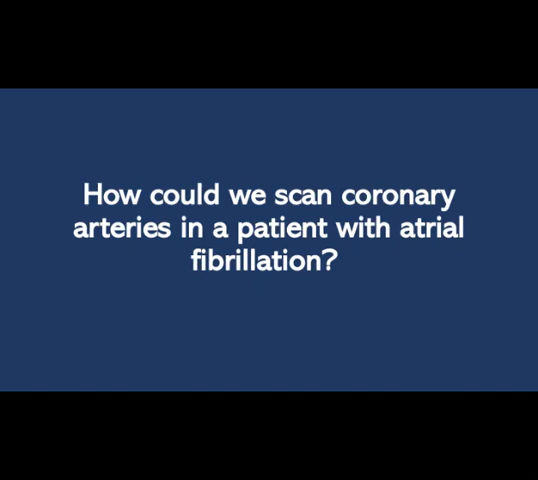 How could we scan coronary
arteries in a patient with atrial
fibrillation?